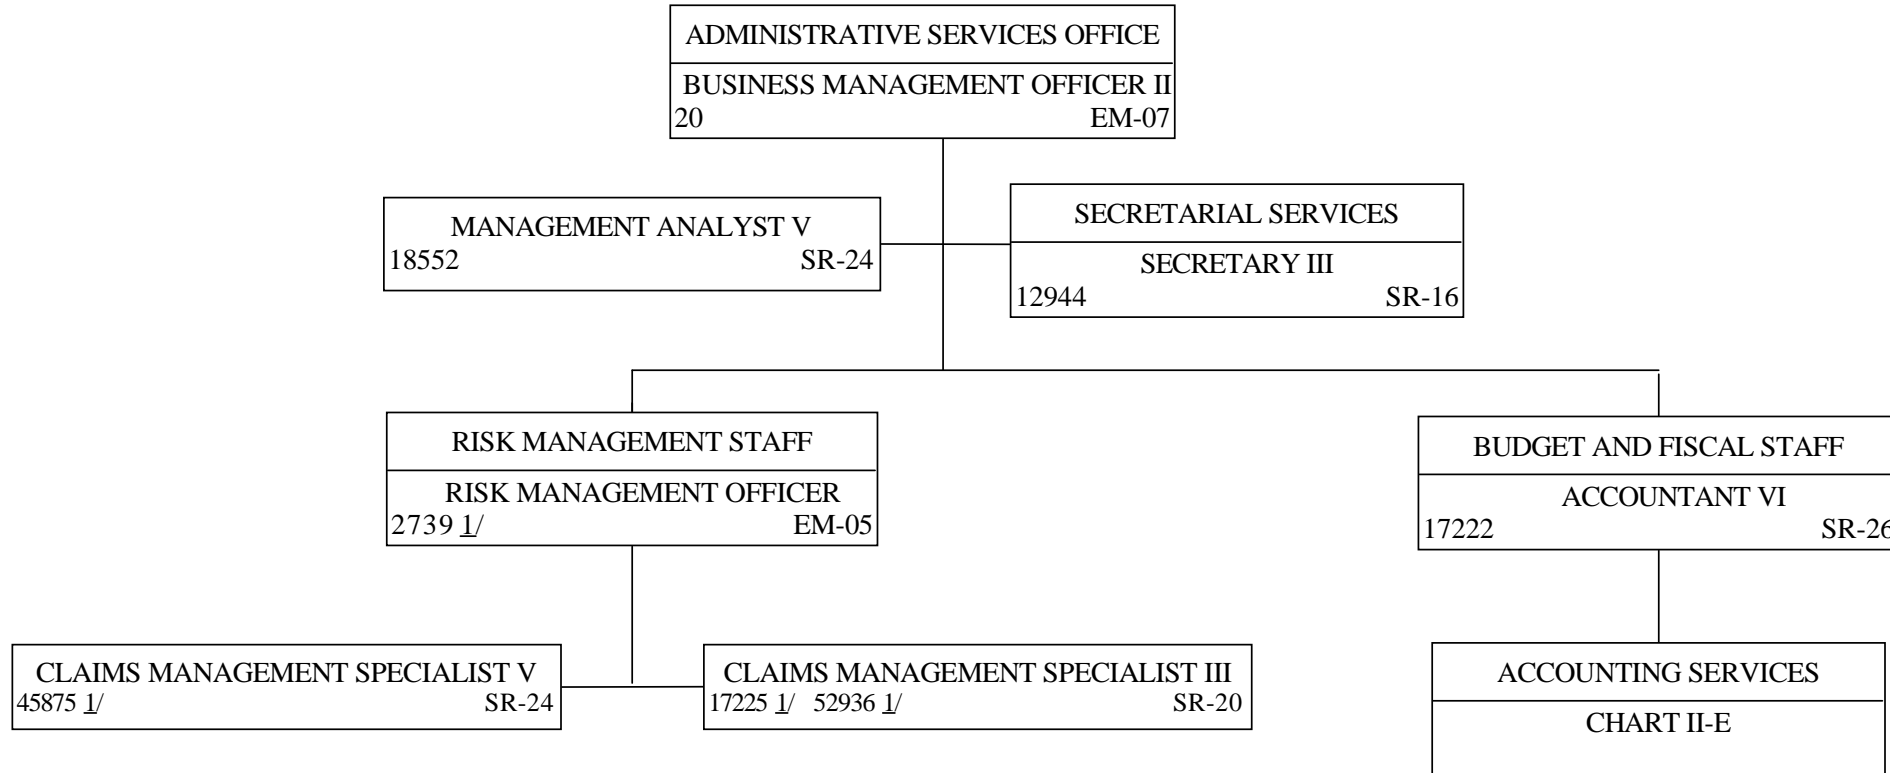 ADMINISTRATIVE SERVICES OFFICE
BUSINESS MANAGEMENT OFFICER II
20 EM-07
MANAGEMENT ANALYST V
18552 SR-24
SECRETARIAL SERVICES
SECRETARY III
12944 SR-16
RISK MANAGEMENT STAFF
RISK MANAGEMENT OFFICER
2739 1/ EM-05
BUDGET AND FISCAL STAFF
ACCOUNTANT VI
17222 SR-26
CLAIMS MANAGEMENT SPECIALIST V
45875 1/ SR-24
CLAIMS MANAGEMENT SPECIALIST III
17225 1/ 52936 1/ SR-20
ACCOUNTING SERVICES
CHART II-E